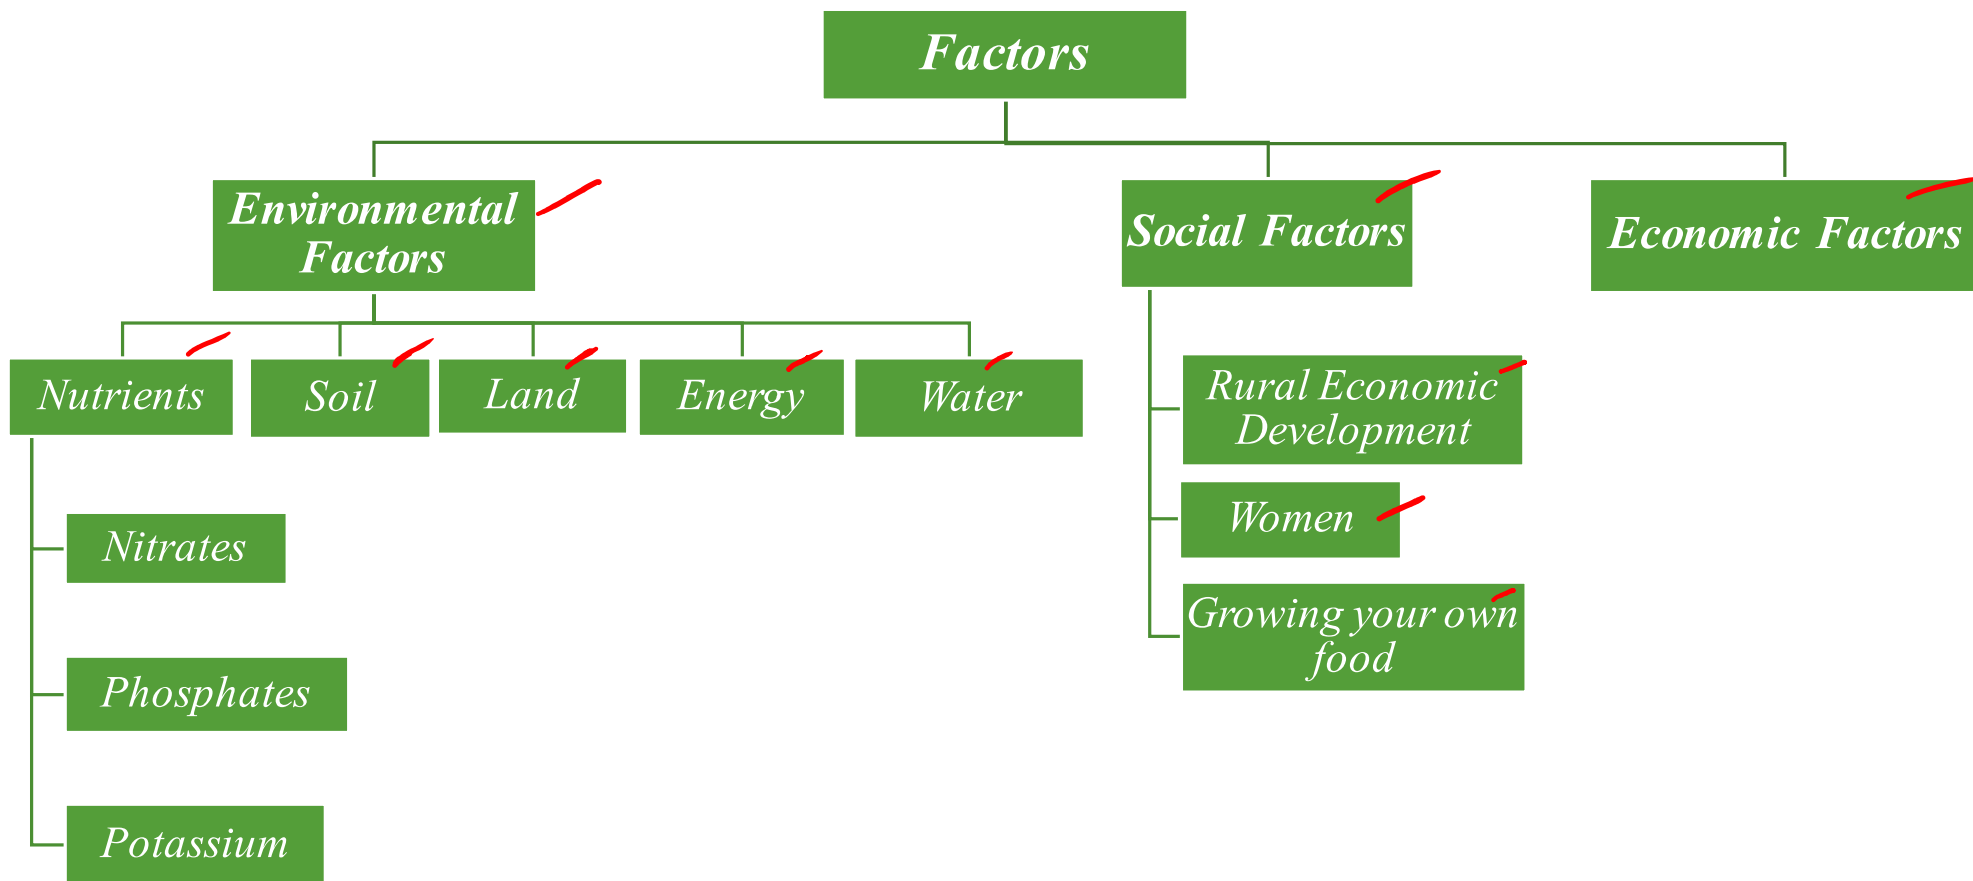 Factors
Environmental
Factors
Social Factors
Economic Factors
Nutrients
Soil
Land
Energy
Water
Nitrates
Phosphates
Potassium
Rural Economic
Development
Women
Growing your own
food